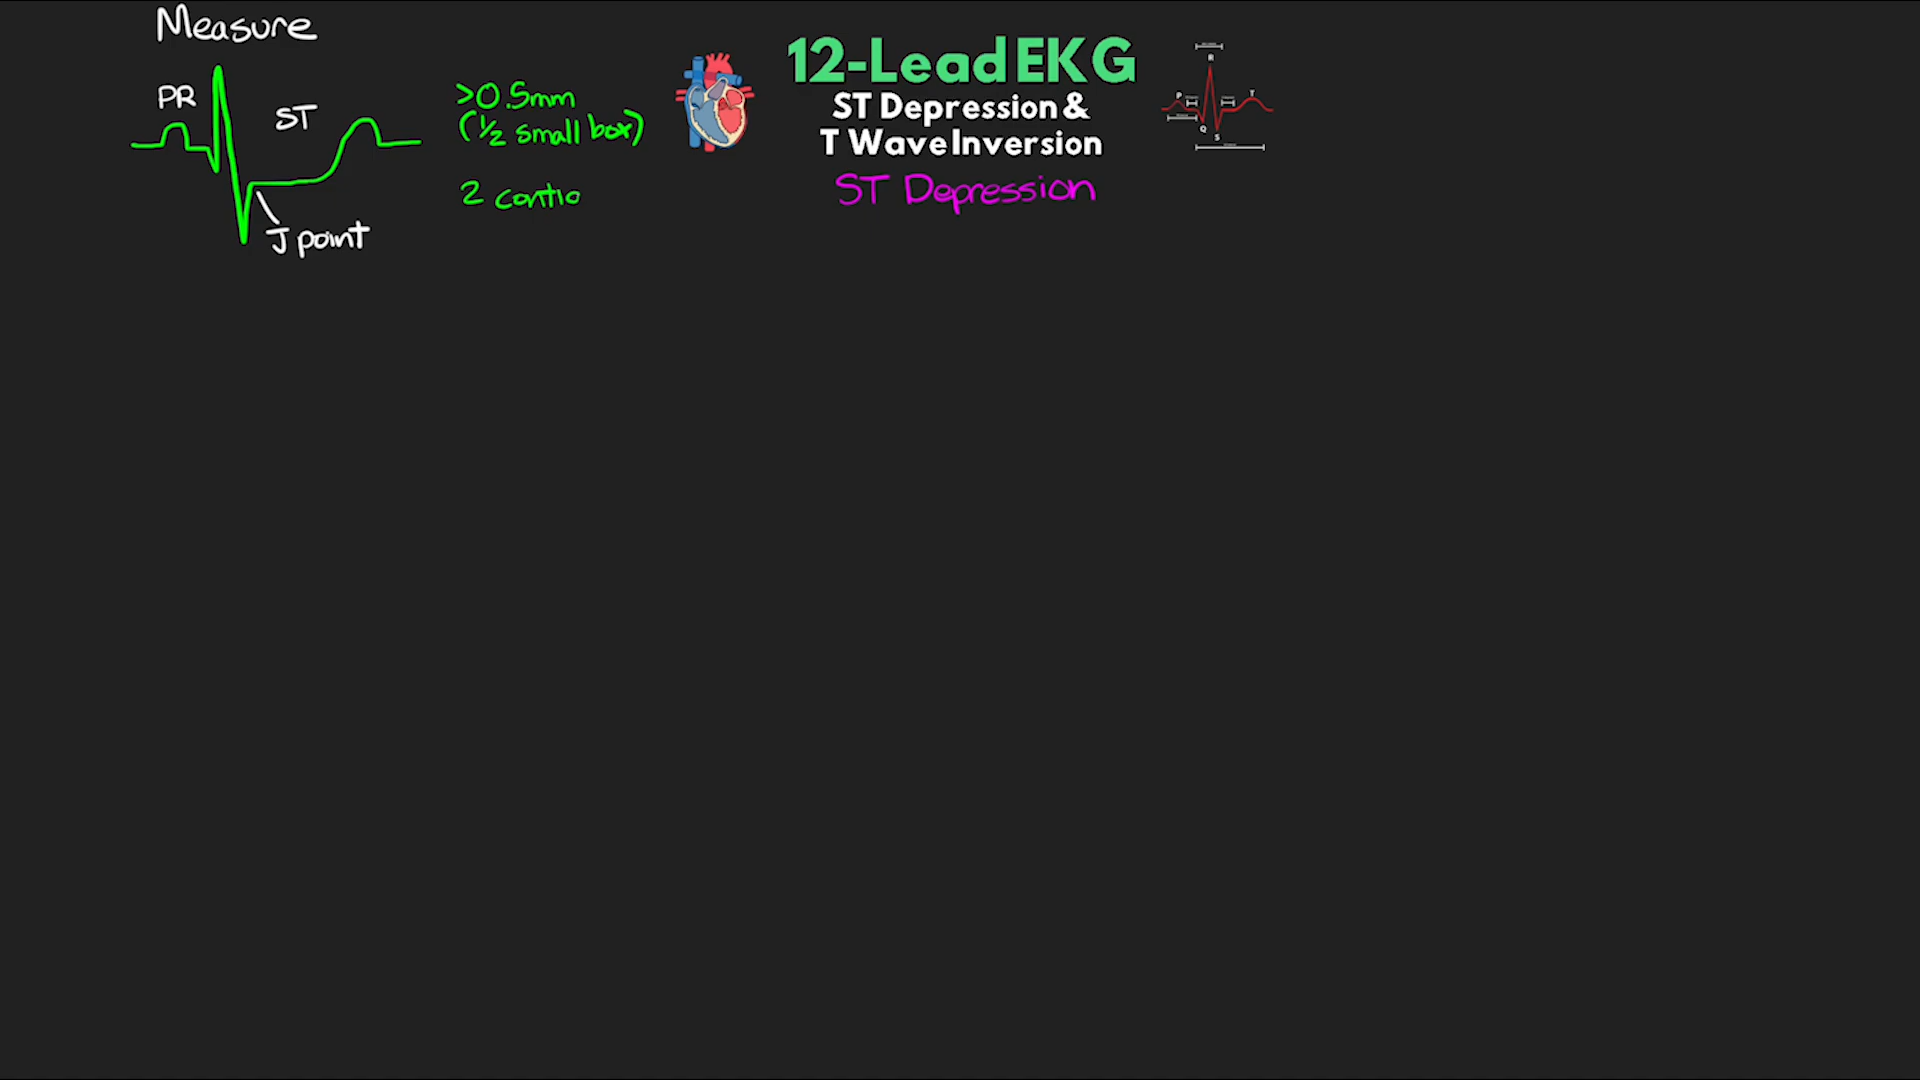 Measure
PR
ST
J point
>0.5mm
(½ small box)
2 contio
12-Lead EKG
ST Depression &
T Wave Inversion
ST Depression
R
P
T
Q
S